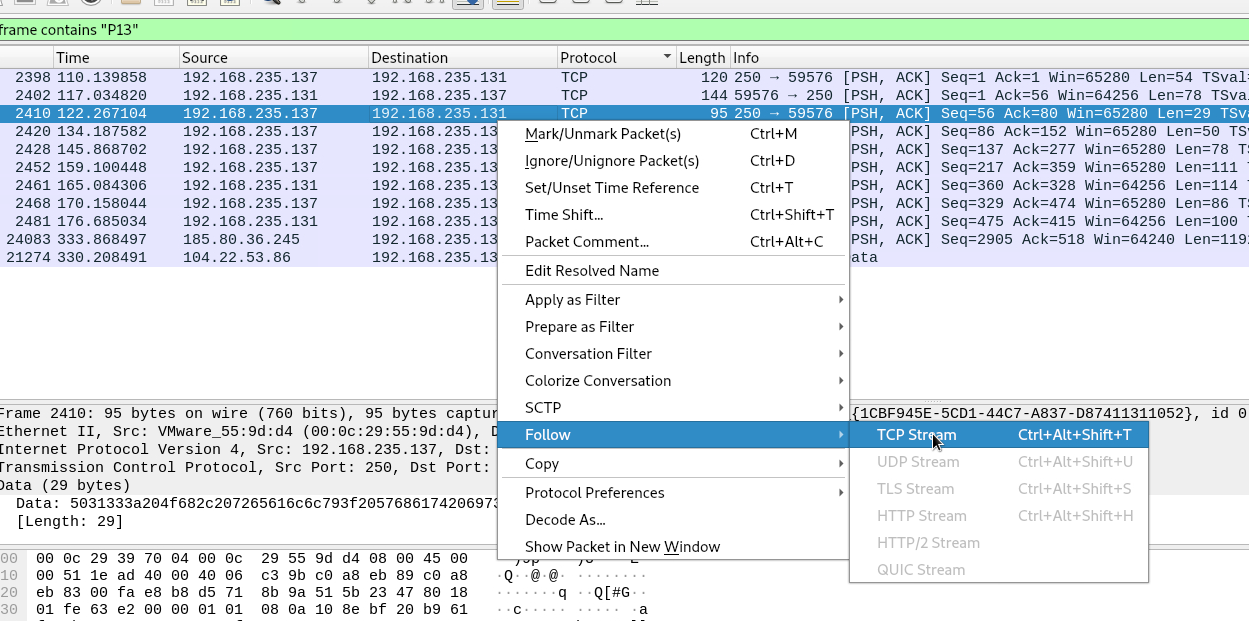 frame contains "P13"
Time Source Destination Protocol Length Info
2398 110.139858 192.168.235.137 192.168.235.131 TCP 120 250 → 59576 [PSH, ACK] Seq=1 Ack=1 Win=65280 Len=54 TSval=
2402 117.034820 192.168.235.131 192.168.235.137 TCP 144 59576 → 250 [PSH, ACK] Seq=1 Ack=56 Win=64256 Len=78 TSva
2410 122.267104 192.168.235.137 192.168.235.131 TCP 95 250 → 59576 [PSH, ACK] Seq=56 Ack=80 Win=65280 Len=29 TSva
2420 134.187582 192.168.235.137 192.168.235.13 [PSH, ACK] Seq=86 Ack=152 Win=65280 Len=50 TS
2428 145.868702 192.168.235.137 192.168.235.13 [PSH, ACK] Seq=137 Ack=277 Win=65280 Len=78 T
2452 159.100448 192.168.235.137 192.168.235.13 [PSH, ACK] Seq=217 Ack=359 Win=65280 Len=111
2461 165.084306 192.168.235.131 192.168.235.13 [PSH, ACK] Seq=360 Ack=328 Win=64256 Len=114
2468 170.158044 192.168.235.137 192.168.235.13 [PSH, ACK] Seq=329 Ack=474 Win=65280 Len=86 T
2481 176.685034 192.168.235.131 192.168.235.13 [PSH, ACK] Seq=475 Ack=415 Win=64256 Len=100
24083 333.868497 185.80.36.245 192.168.235.13 [PSH, ACK] Seq=2905 Ack=518 Win=64240 Len=119
21274 330.208491 104.22.53.86 192.168.235.13 ata
Mark/Unmark Packet(s) Ctrl+M
Ignore/Unignore Packet(s) Ctrl+D
Set/Unset Time Reference Ctrl+T
Time Shift... Ctrl+Shift+T
Packet Comment... Ctrl+Alt+C
Edit Resolved Name
Apply as Filter
Prepare as Filter
Conversation Filter
Colorize Conversation
SCTP
Follow
Copy
Protocol Preferences
Decode As...
Show Packet in New Window
TCP Stream Ctrl+Alt+Shift+T
UDP Stream Ctrl+Alt+Shift+U
TLS Stream Ctrl+Alt+Shift+S
HTTP Stream Ctrl+Alt+Shift+H
HTTP/2 Stream
QUIC Stream
Frame 2410: 95 bytes on wire (760 bits), 95 bytes captur {1CBF945E-5CD1-44C7-A837-D87411311052}, id 0
Ethernet II, Src: VMware_55:9d:d4 (00:0c:29:55:9d:d4), D
Internet Protocol Version 4, Src: 192.168.235.137, Dst:
Transmission Control Protocol, Src Port: 250, Dst Port:
Data (29 bytes)
Data: 5031333a204f682c207265616c6c793f205768617420697
[Length: 29]
00 00 0c 29 39 70 04 00 0c 29 55 9d d4 08 00 45 00
10 00 51 1e ad 40 00 40 06 c3 9b c0 a8 eb 89 c0 a8 ·Q··@·@· ········
20 eb 83 00 fa e8 b8 d5 71 8b 9a 51 5b 23 47 80 18 ·······q ··Q[#G··
30 01 fe 63 e2 00 00 01 01 08 0a 10 8e bf 20 b9 61 ··c····· ····· ·a